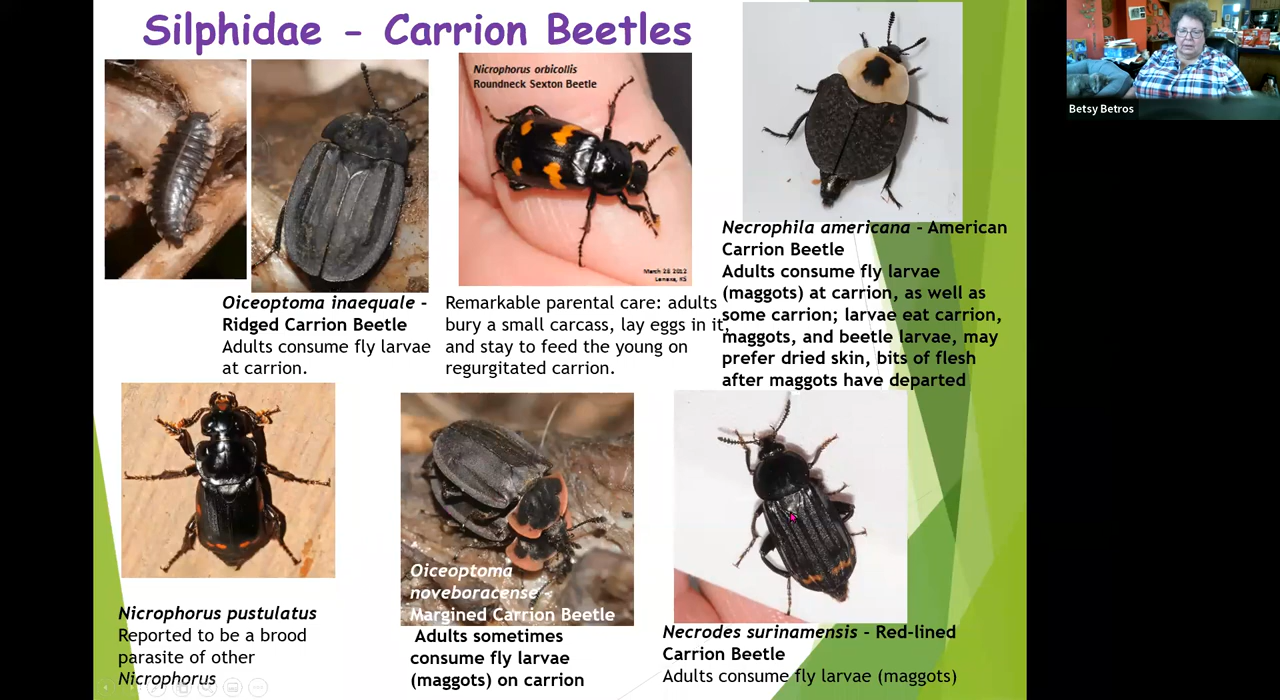 Silphidae - Carrion Beetles
Nicrophorus orbicollis
Roundneck Sexton Beetle
March 28 2012
Lenexa, KS
Betsy Betros
Oiceoptoma inaequale -
Ridged Carrion Beetle
Adults consume fly larvae
at carrion.
Remarkable parental care: adults
bury a small carcass, lay eggs in it,
and stay to feed the young on
regurgitated carrion.
Necrophila americana - American
Carrion Beetle
Adults consume fly larvae
(maggots) at carrion, as well as
some carrion; larvae eat carrion,
maggots, and beetle larvae, may
prefer dried skin, bits of flesh
after maggots have departed
Nicrophorus pustulatus
Reported to be a brood
parasite of other
Nicrophorus
Oiceoptoma
noveboracense -
Margined Carrion Beetle
Adults sometimes
consume fly larvae
(maggots) on carrion
Necrodes surinamensis - Red-lined
Carrion Beetle
Adults consume fly larvae (maggots)